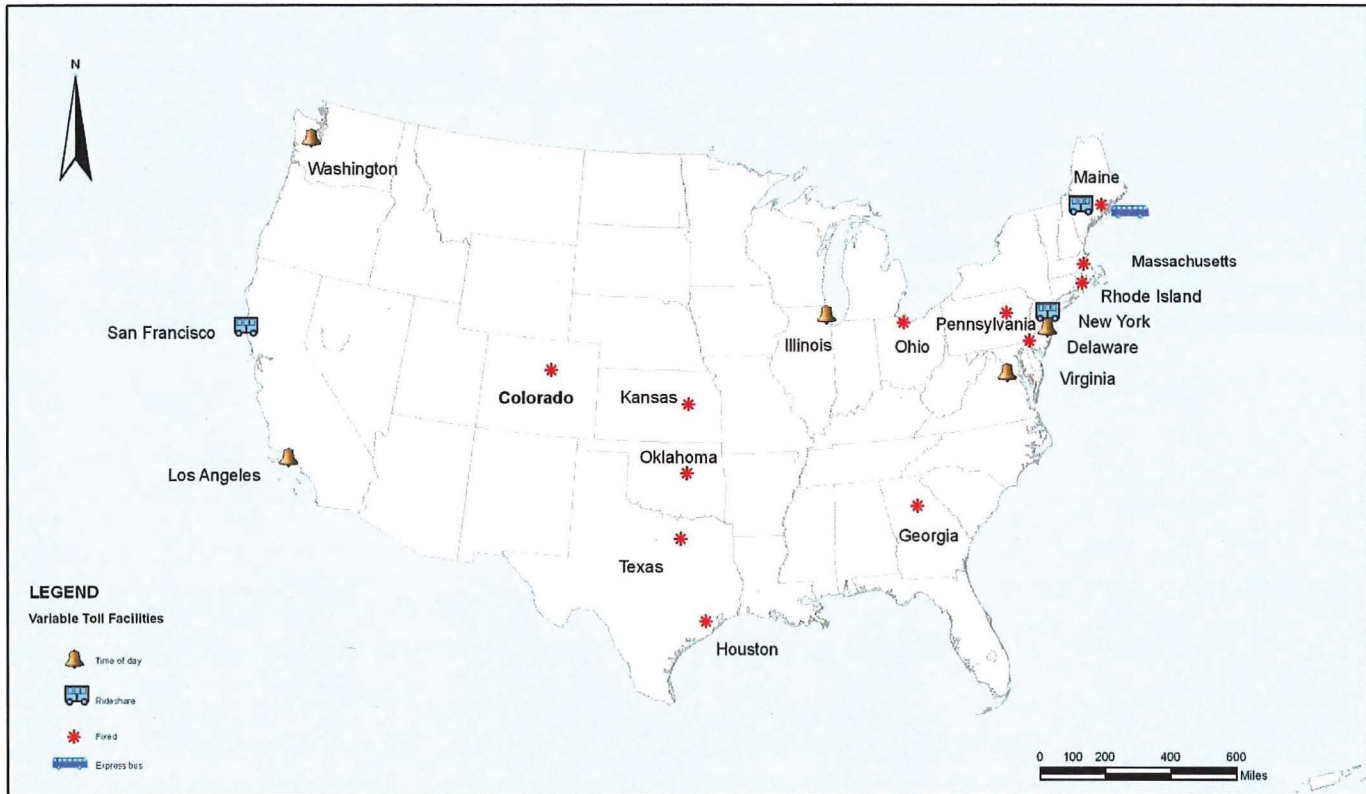 N
Washington
Maine
Massachusetts
Rhode Island
San Francisco
Illinois
Ohio
Pennsylvania
New York
Delaware
Virginia
Colorado
Kansas
Los Angeles
Oklahoma
Georgia
Texas
Houston
LEGEND
Variable Toll Facilities
Time of day
Rideshare
Fixed
Express bus
0 100 200 400 600
Miles